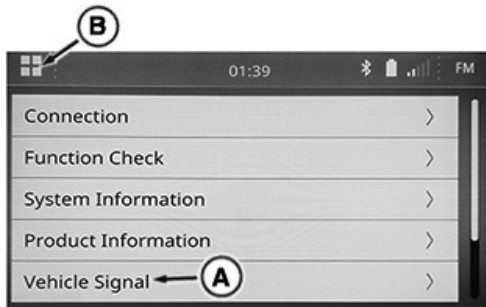 B
01:39 FM
Connection
Function Check
System Information
Product Information
Vehicle Signal A